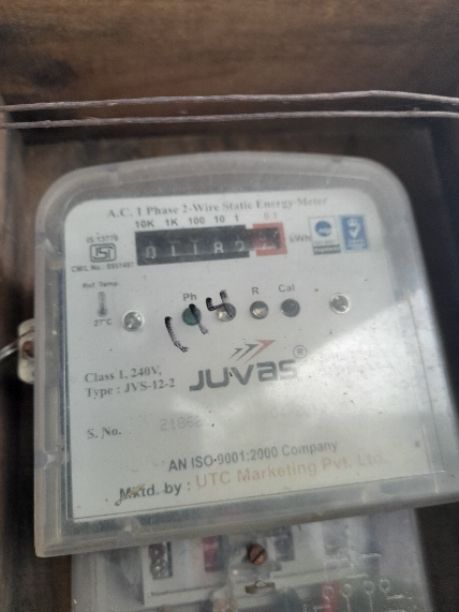 A.C. 1 Phase 2-Wire Static Energy Meter
10K 1K 100 10 1 0.1
IS 13779
kWh
Ref. Temp.
Ph R Cal
27°C
114
Class 1, 240V,
Type : JVS-12-2
JUVAS ®
S. No.
AN ISO-9001:2000 Company
Mktd. by : UTC Marketing Pvt. Ltd.